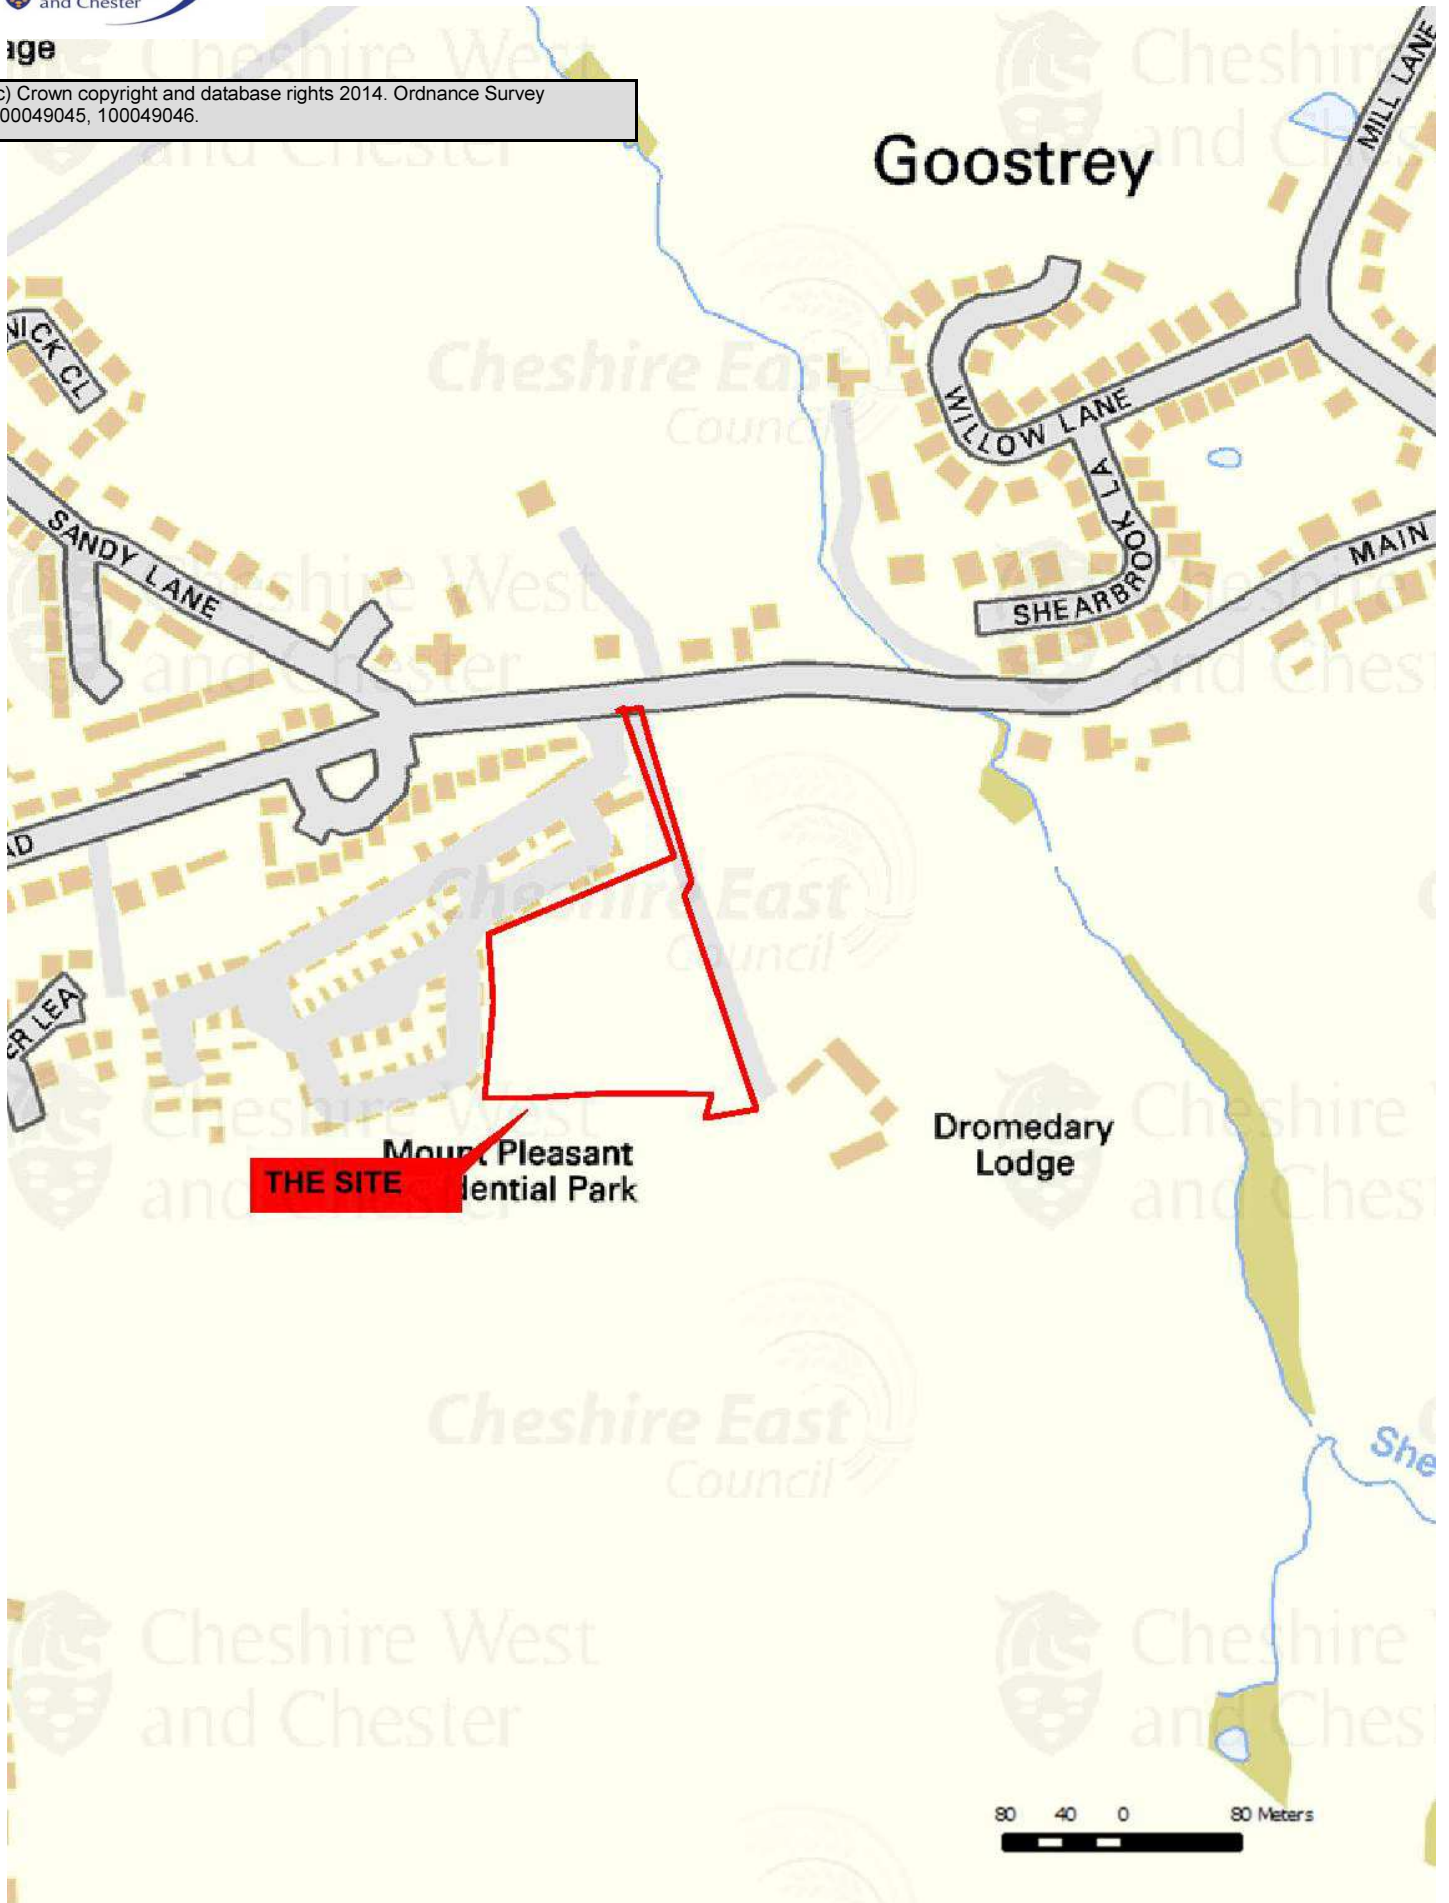 and Chester
age
c) Crown copyright and database rights 2014. Ordnance Survey
00049045, 100049046.
Goostrey
MILL LANE
NICK CL
WILLOW LANE
SHEARBROOK LA
MAIN
SANDY LANE
AD
ER LEA
Mount Pleasant
dential Park
THE SITE
Dromedary
Lodge
She
80 40 0 80 Meters
Cheshire West
and Chester
Cheshire East
Council